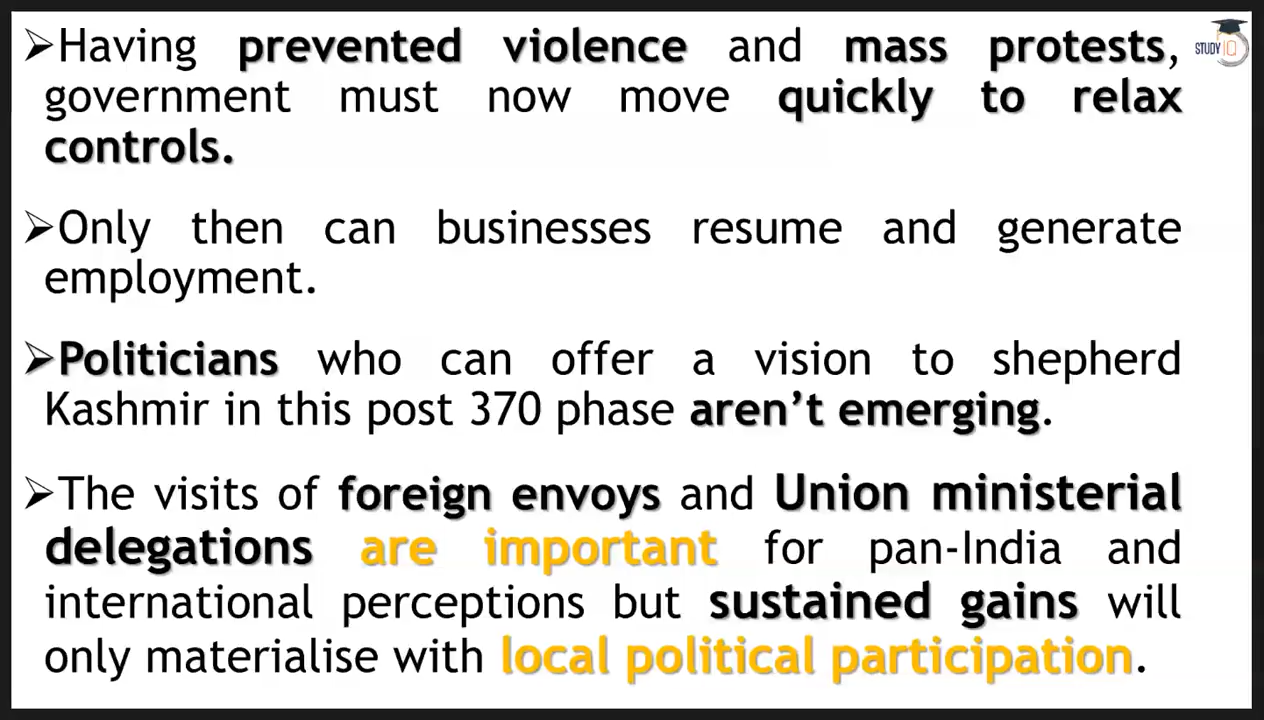 ➢Having prevented violence and mass protests,
government must now move quickly to relax
controls.
➢Only then can businesses resume and generate
employment.
➢Politicians who can offer a vision to shepherd
Kashmir in this post 370 phase aren’t emerging.
➢The visits of foreign envoys and Union ministerial
delegations are important for pan-India and
international perceptions but sustained gains will
only materialise with local political participation.
STUDY IQ